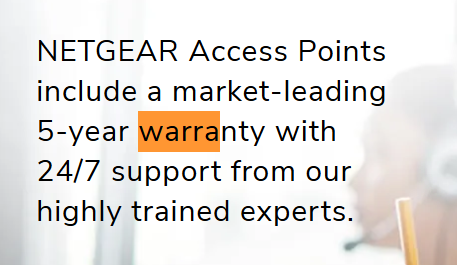 NETGEAR Access Points
include a market-leading
5-year warranty with
24/7 support from our
highly trained experts.